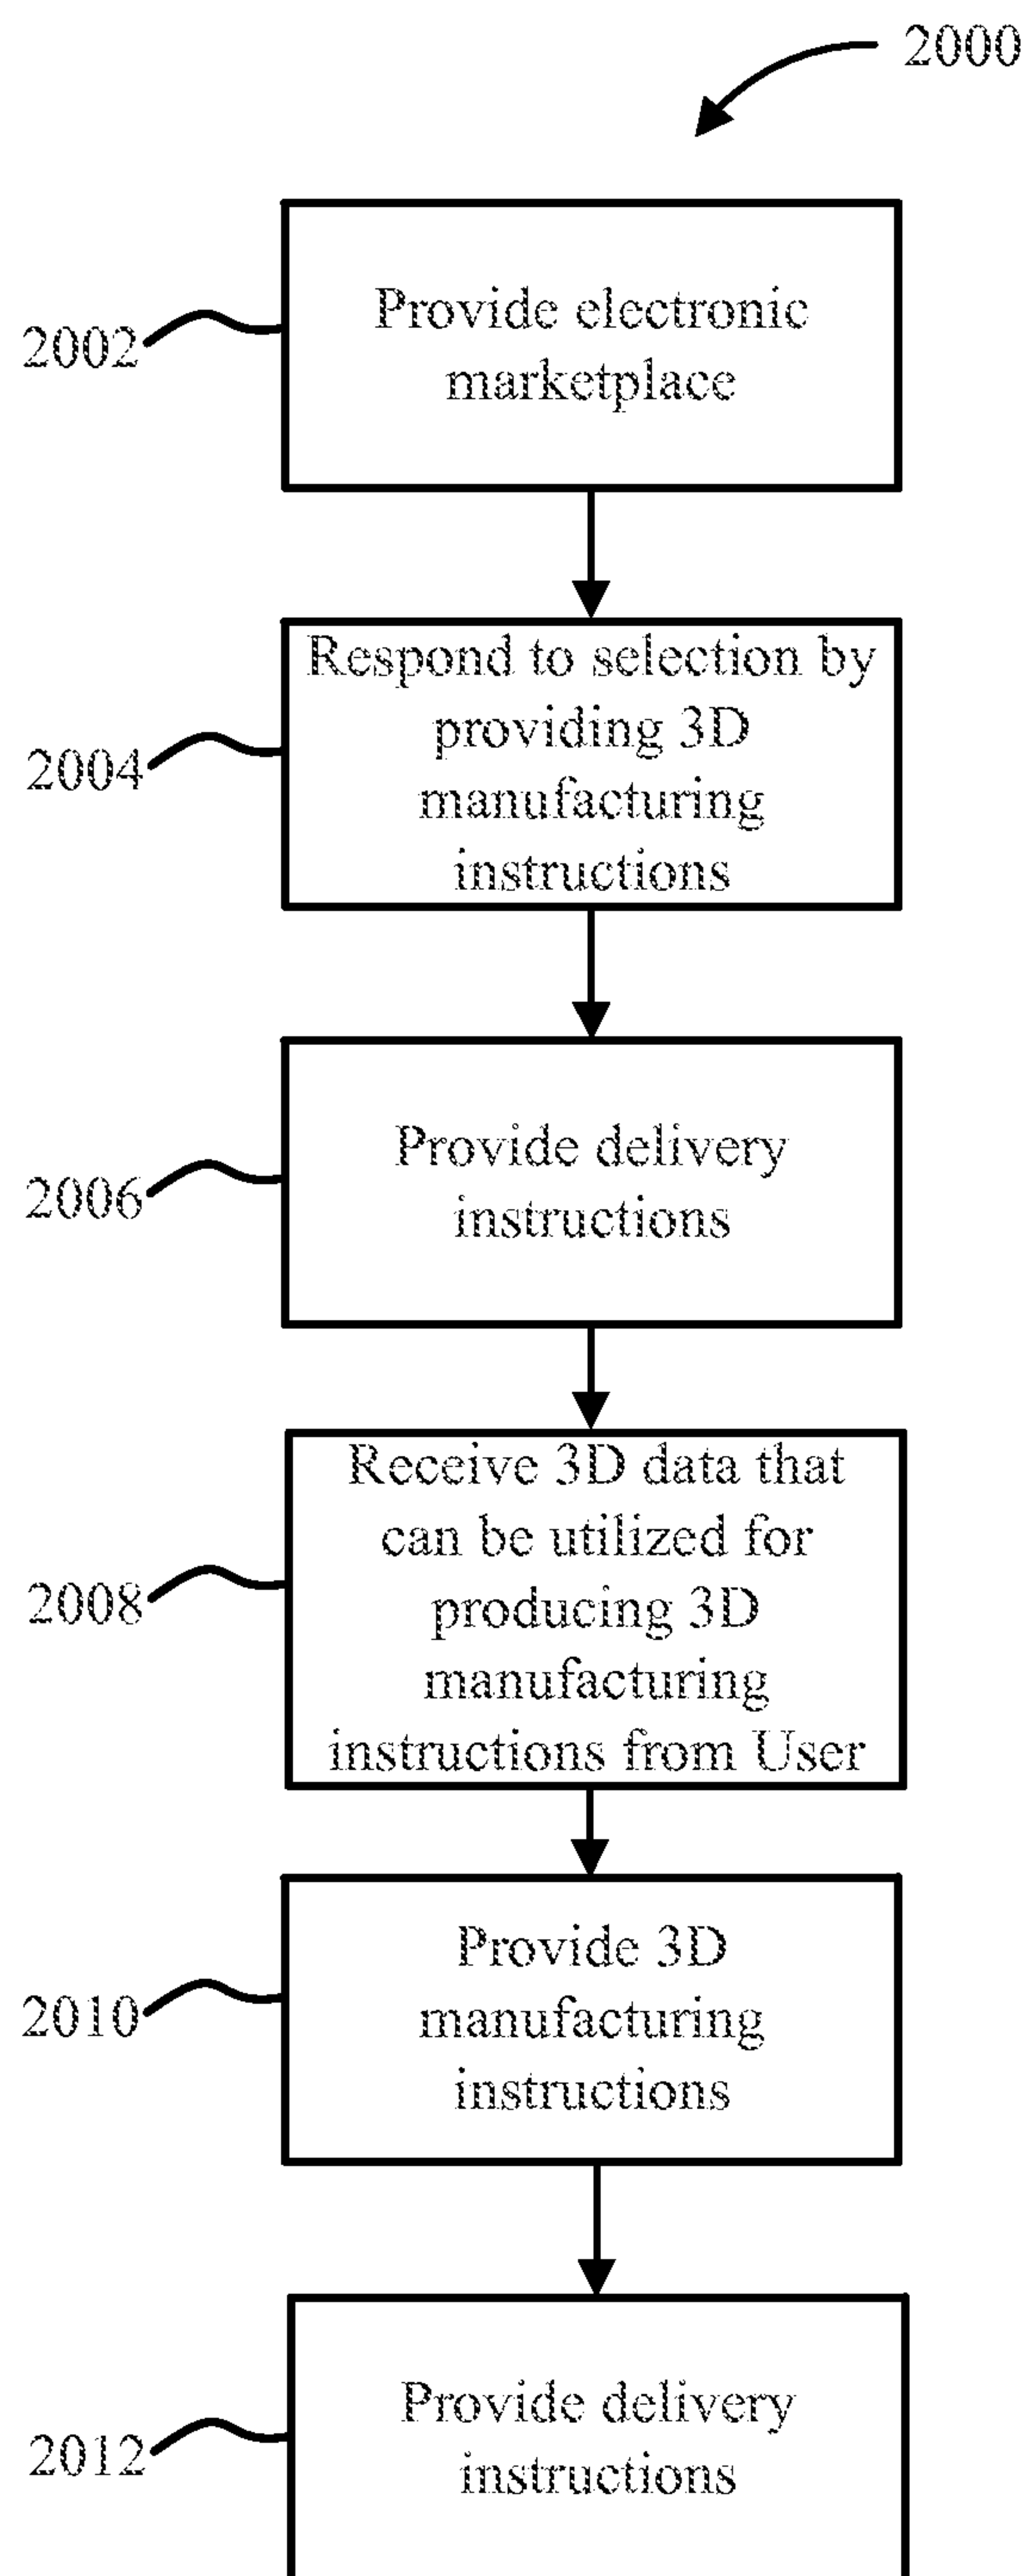 2000
Provide electronic
marketplace
2002
Respond to selection by
providing 3D
manufacturing
instructions
2004
Provide delivery
instructions
2006
Receive 3D data that
can be utilized for
producing 3D
manufacturing
instructions from User
2008
Provide 3D
manufacturing
instructions
2010
Provide delivery
instructions
2012